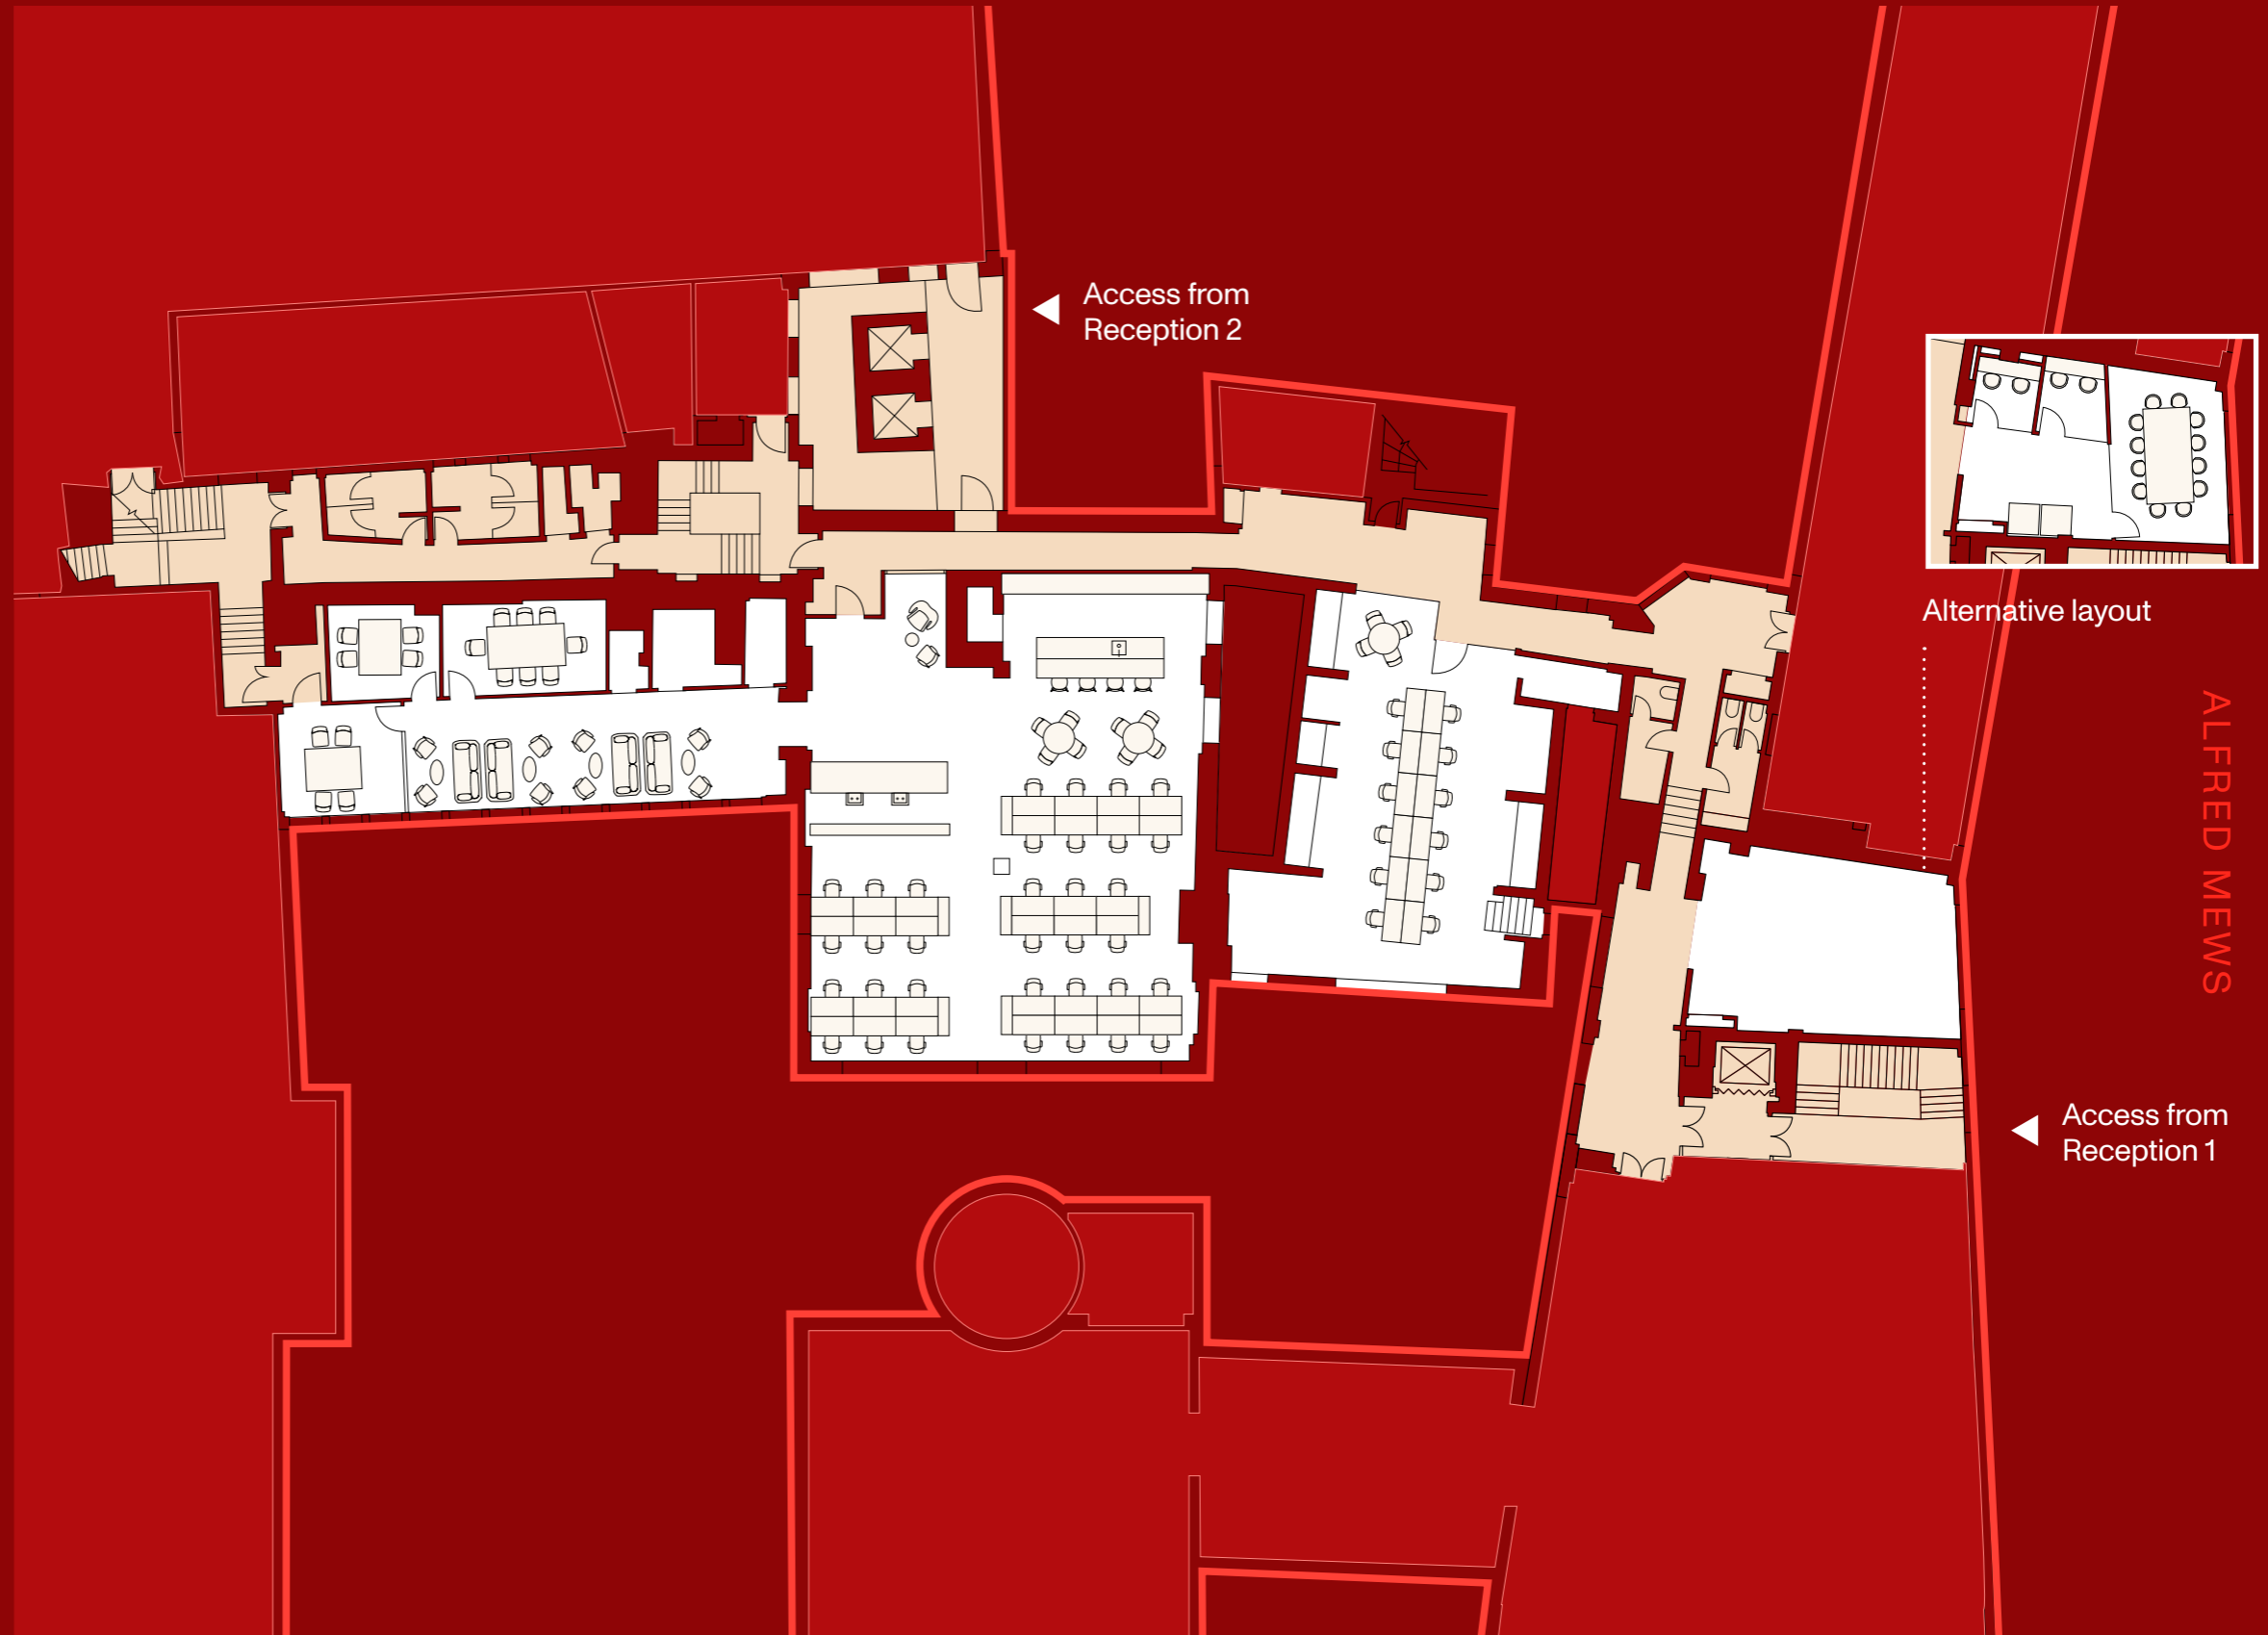 Access from
Reception 2
Alternative layout
ALFRED MEWS
Access from
Reception 1